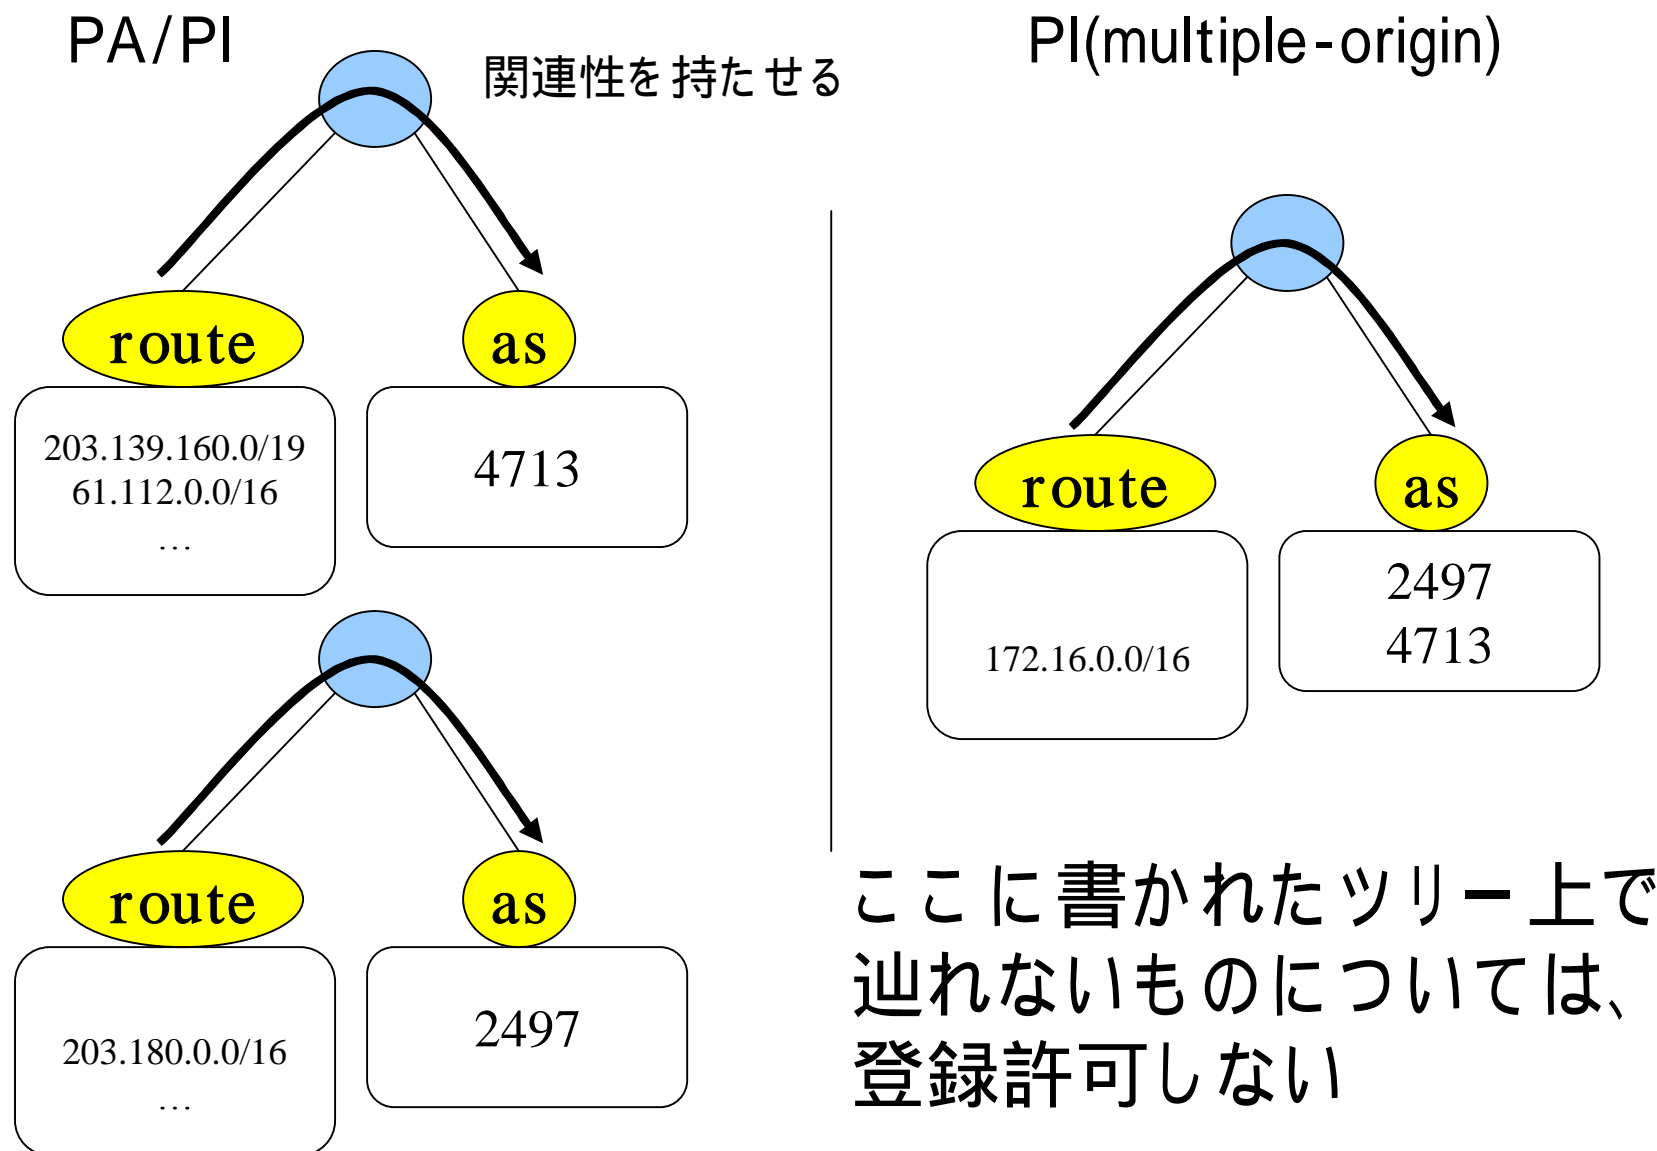 PA/PI
関連性を持たせる
route
as
203.139.160.0/19
61.112.0.0/16
…
4713
route
as
203.180.0.0/16
…
2497
PI(multiple-origin)
route
as
172.16.0.0/16
2497
4713
ここに書かれたツリー上で
辿れないものについては、
登録許可しない